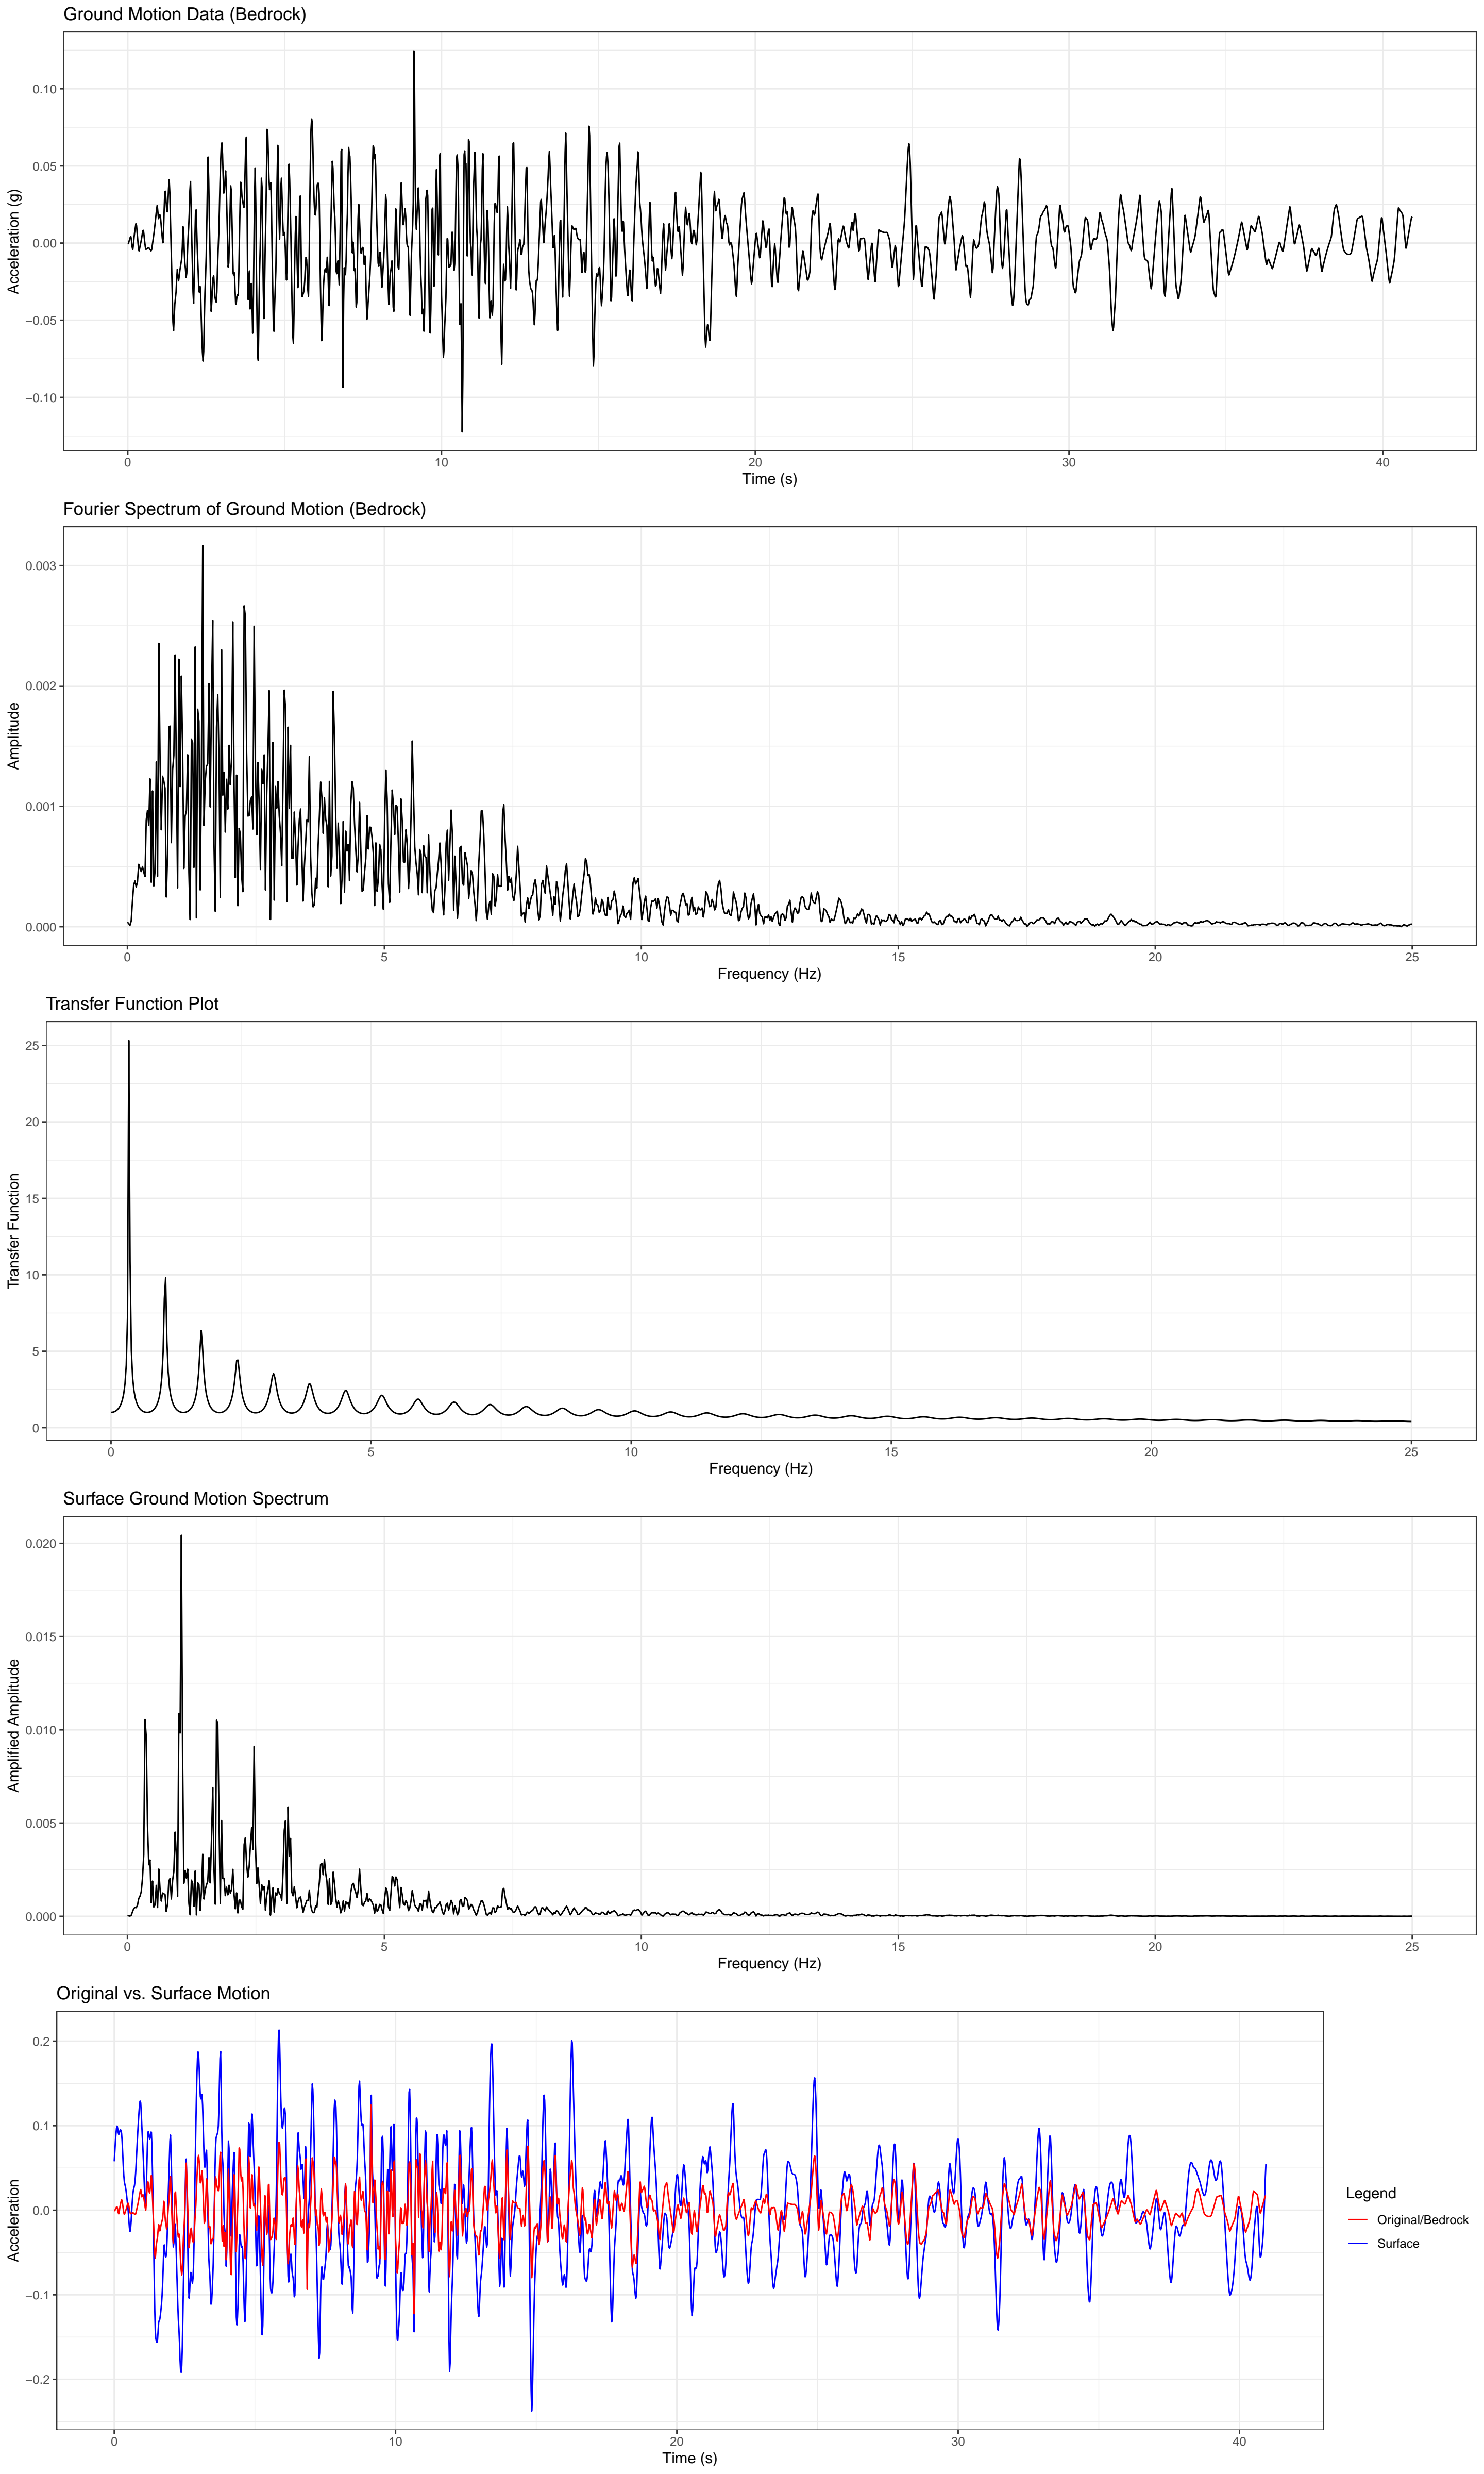 Ground Motion Data (Bedrock)
0.10
0.05
0.00
−0.05
−0.10
Acceleration (g)
0 10 20 30 40
Time (s)
Fourier Spectrum of Ground Motion (Bedrock)
0.003
0.002
0.001
0.000
Amplitude
0 5 10 15 20 25
Frequency (Hz)
Transfer Function Plot
25
20
15
10
5
0
Transfer Function
0 5 10 15 20 25
Frequency (Hz)
Surface Ground Motion Spectrum
0.020
0.015
0.010
0.005
0.000
Amplified Amplitude
0 5 10 15 20 25
Frequency (Hz)
Original vs. Surface Motion
0.2
0.1
0.0
−0.1
−0.2
Acceleration
0 10 20 30 40
Time (s)
Legend
Original/Bedrock
Surface